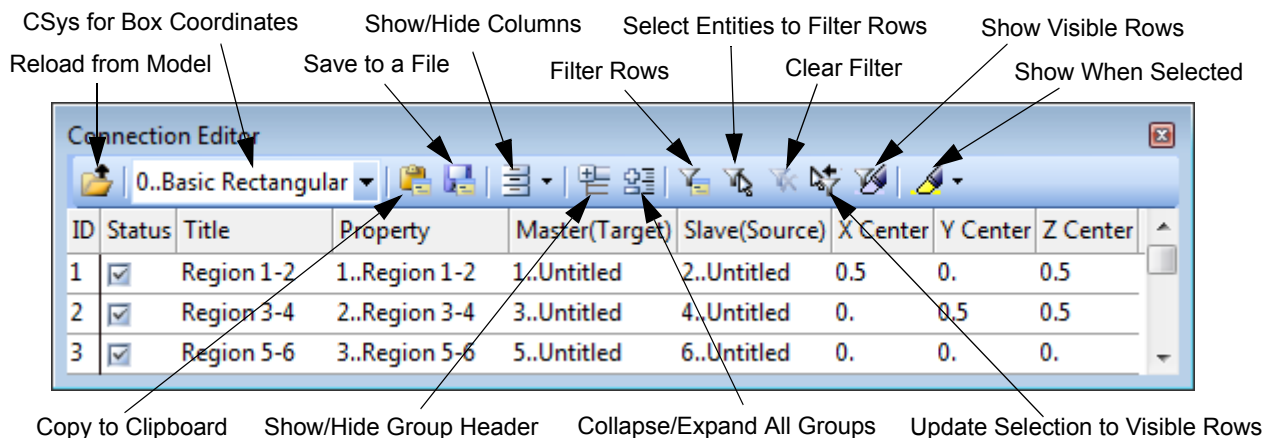 CSys for Box Coordinates
Show/Hide Columns
Select Entities to Filter Rows
Show Visible Rows
Reload from Model
Save to a File
Filter Rows
Clear Filter
Show When Selected
Connection Editor
0..Basic Rectangular
ID Status Title Property Master(Target) Slave(Source) X Center Y Center Z Center
1 Region 1-2 1..Region 1-2 1..Untitled 2..Untitled 0.5 0. 0.5
2 Region 3-4 2..Region 3-4 3..Untitled 4..Untitled 0. 0.5 0.5
3 Region 5-6 3..Region 5-6 5..Untitled 6..Untitled 0. 0. 0.
Copy to Clipboard
Show/Hide Group Header
Collapse/Expand All Groups
Update Selection to Visible Rows